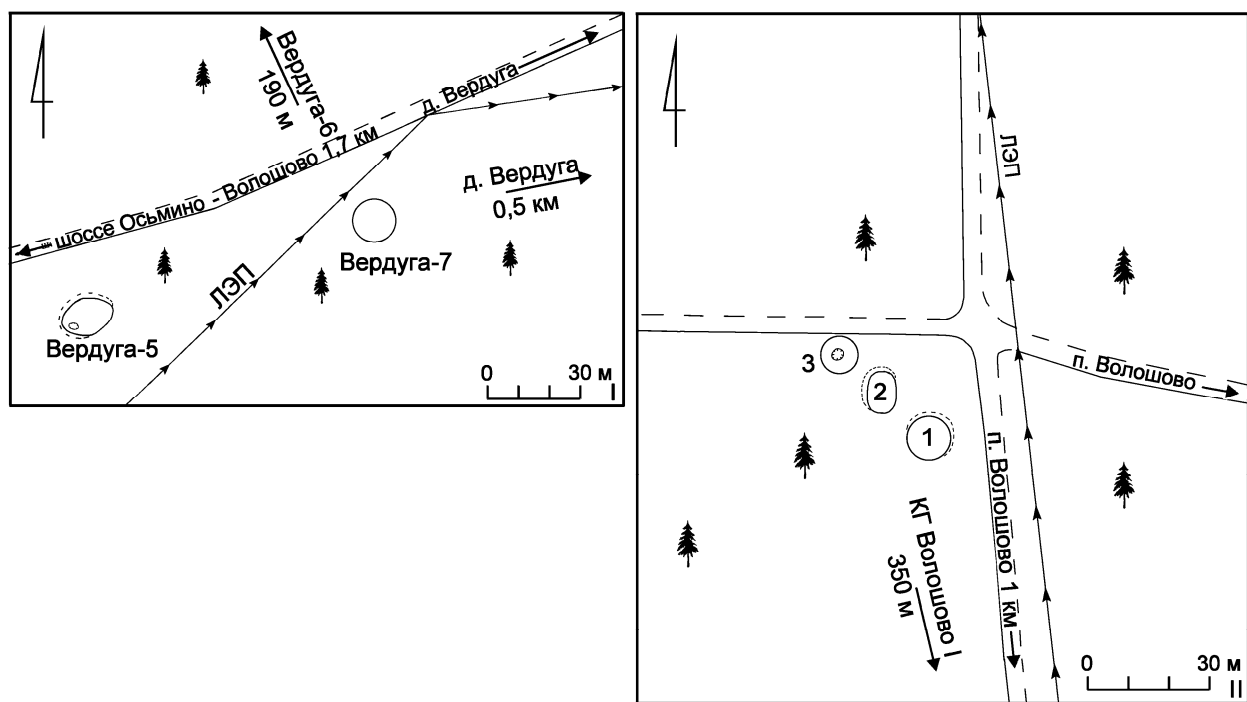 Вердуга-6
190 м
д. Вердуга
шоссе Осьмино - Волошово 1,7 км
д. Вердуга
0,5 км
Вердуга-7
ЛЭП
Вердуга-5
0 30 м
I
ЛЭП
п. Волошово
3
2
1
п. Волошово 1 км
КГ Волошово I
350 м
0 30 м
II